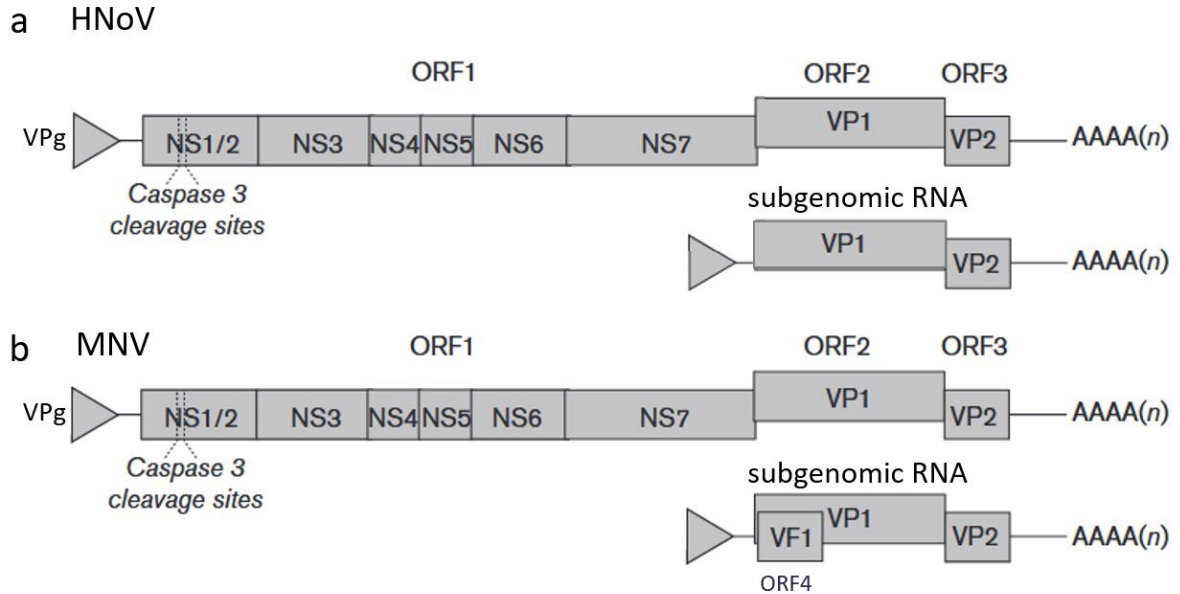 a HNoV
ORF1 ORF2 ORF3
VPg NS1/2 NS3 NS4 NS5 NS6 NS7 VP1 VP2 AAAA(n)
Caspase 3
cleavage sites
subgenomic RNA
VP1 VP2 AAAA(n)
b MNV
ORF1 ORF2 ORF3
VPg NS1/2 NS3 NS4 NS5 NS6 NS7 VP1 VP2 AAAA(n)
Caspase 3
cleavage sites
subgenomic RNA
VF1 VP1 VP2 AAAA(n)
ORF4